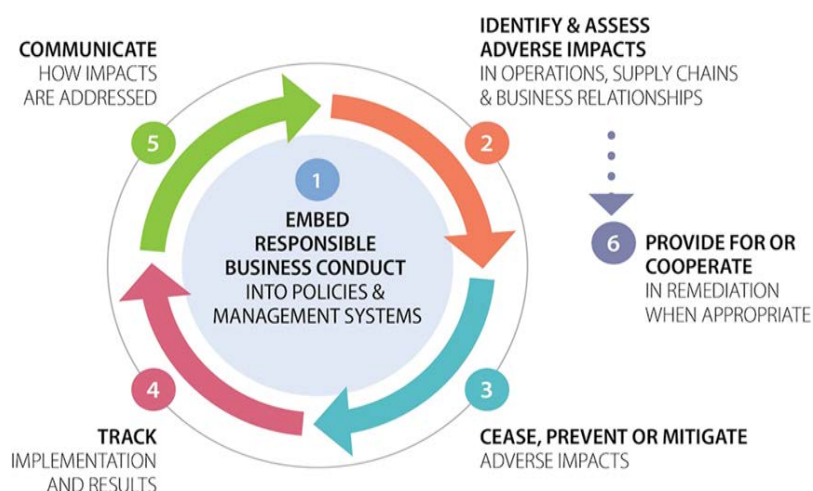 1
EMBED
RESPONSIBLE
BUSINESS CONDUCT
INTO POLICIES &
MANAGEMENT SYSTEMS
2
IDENTIFY & ASSESS
ADVERSE IMPACTS
IN OPERATIONS, SUPPLY CHAINS
& BUSINESS RELATIONSHIPS
3
CEASE, PREVENT OR MITIGATE
ADVERSE IMPACTS
4
TRACK
IMPLEMENTATION
AND RESULTS
5
COMMUNICATE
HOW IMPACTS
ARE ADDRESSED
6
PROVIDE FOR OR
COOPERATE
IN REMEDIATION
WHEN APPROPRIATE